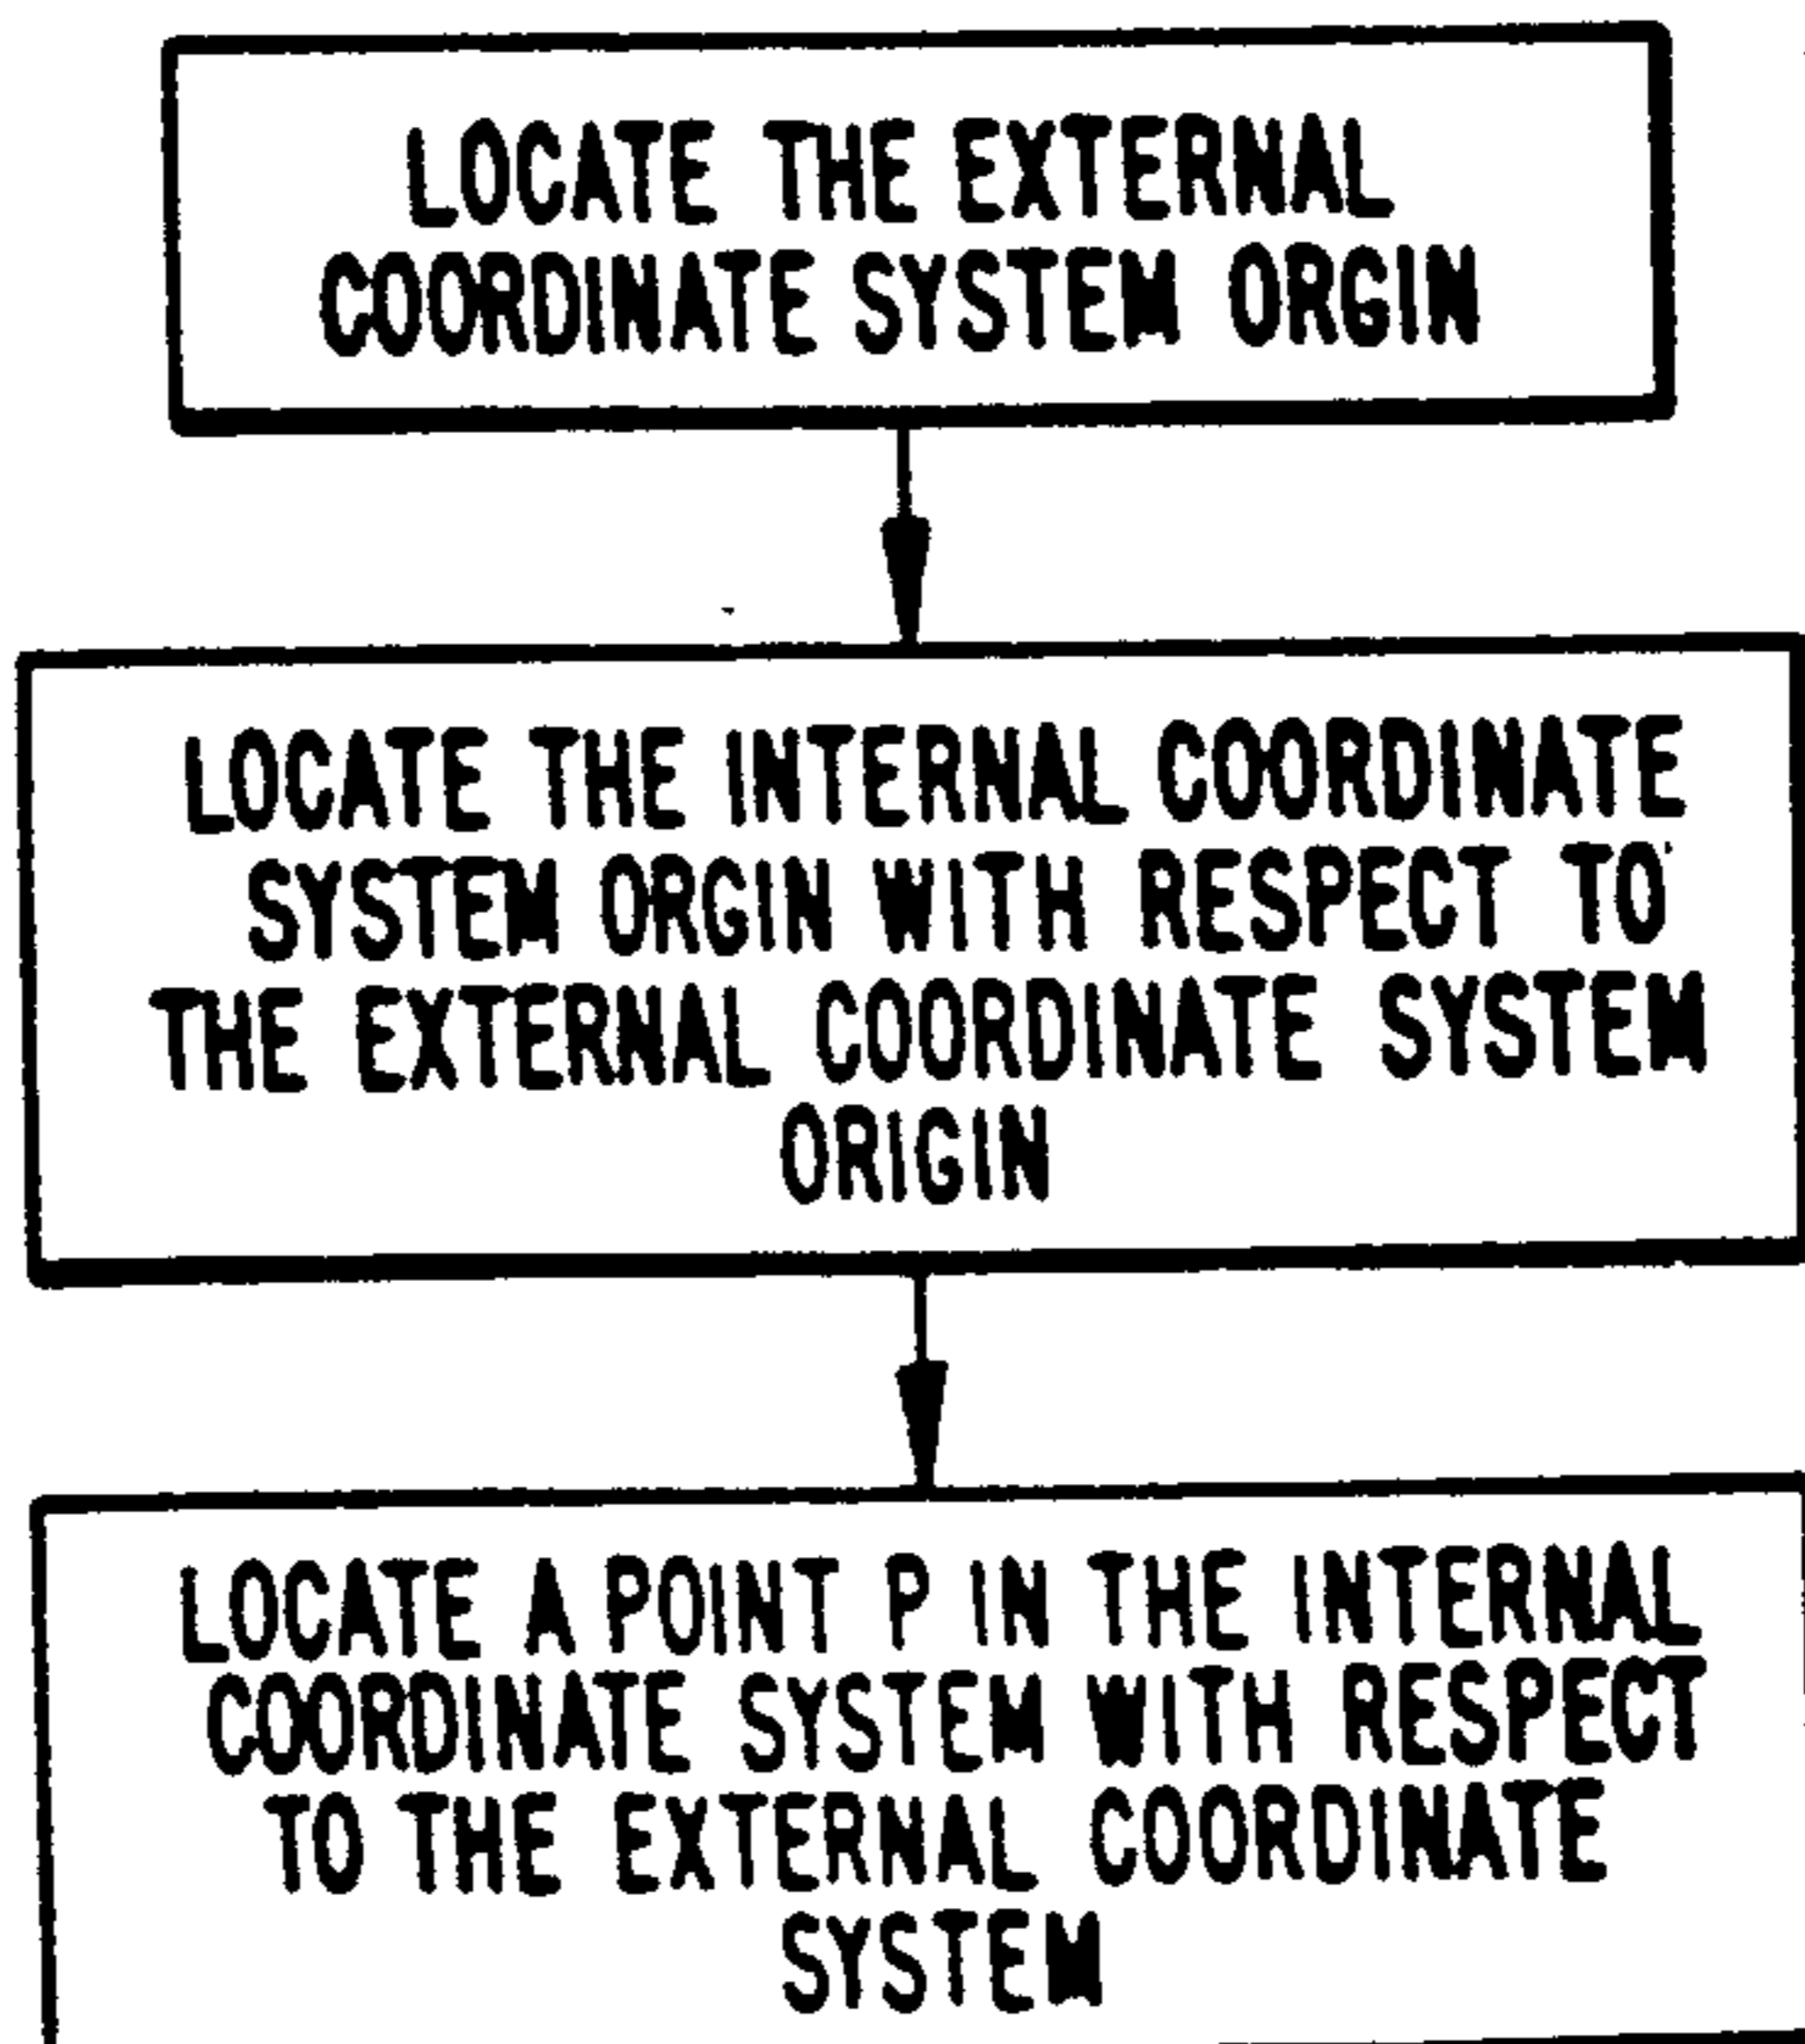 LOCATE THE EXTERNAL
COORDINATE SYSTEM ORGIN
LOCATE THE INTERNAL COORDINATE
SYSTEM ORGIN WITH RESPECT TO
THE EXTERNAL COORDINATE SYSTEM
ORIGIN
LOCATE A POINT P IN THE INTERNAL
COORDINATE SYSTEM WITH RESPECT
TO THE EXTERNAL COORDINATE
SYSTEM